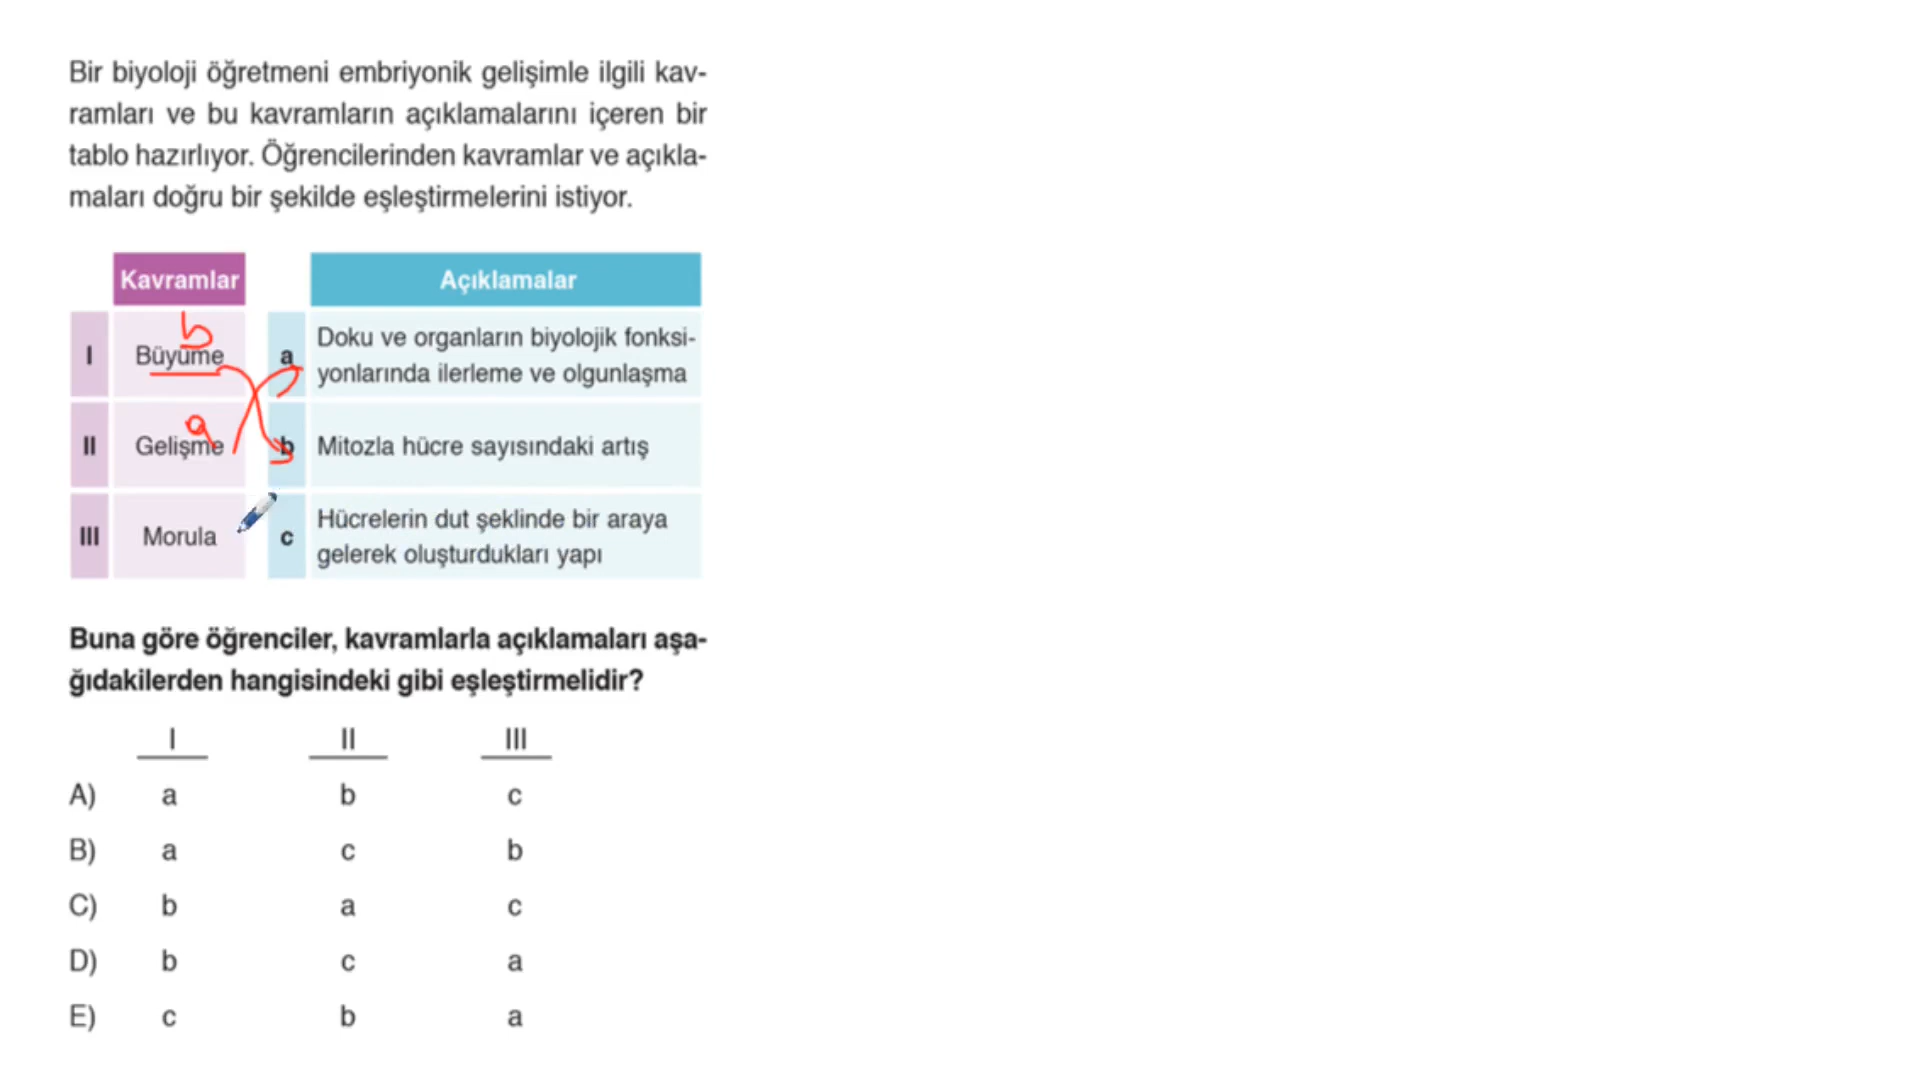 Bir biyoloji öğretmeni embriyonik gelişimle ilgili kav-
ramları ve bu kavramların açıklamalarını içeren bir
tablo hazırlıyor. Öğrencilerinden kavramlar ve açıkla-
maları doğru bir şekilde eşleştirmelerini istiyor.
Kavramlar Açıklamalar
b
I Büyüme a Doku ve organların biyolojik fonksi-
yonlarında ilerleme ve olgunlaşma
a
II Gelişme b Mitozla hücre sayısındaki artış
III Morula c Hücrelerin dut şeklinde bir araya
gelerek oluşturdukları yapı
Buna göre öğrenciler, kavramlarla açıklamaları aşa-
ğıdakilerden hangisindeki gibi eşleştirmelidir?
I II III
A) a b c
B) a c b
C) b a c
D) b c a
E) c b a